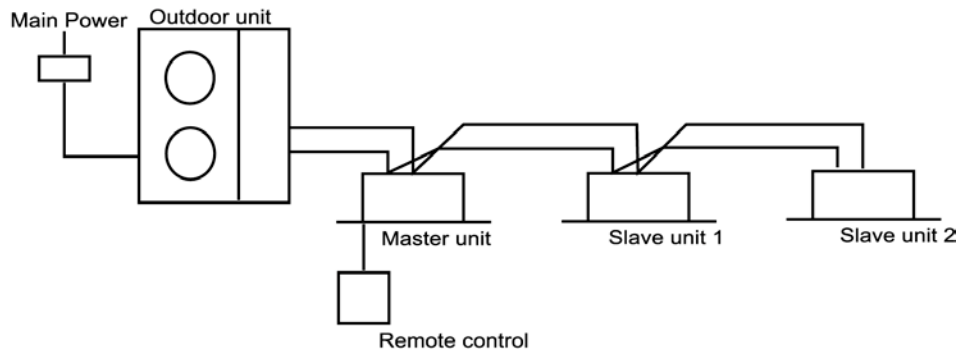 Main Power
Outdoor unit
Master unit
Slave unit 1
Slave unit 2
Remote control